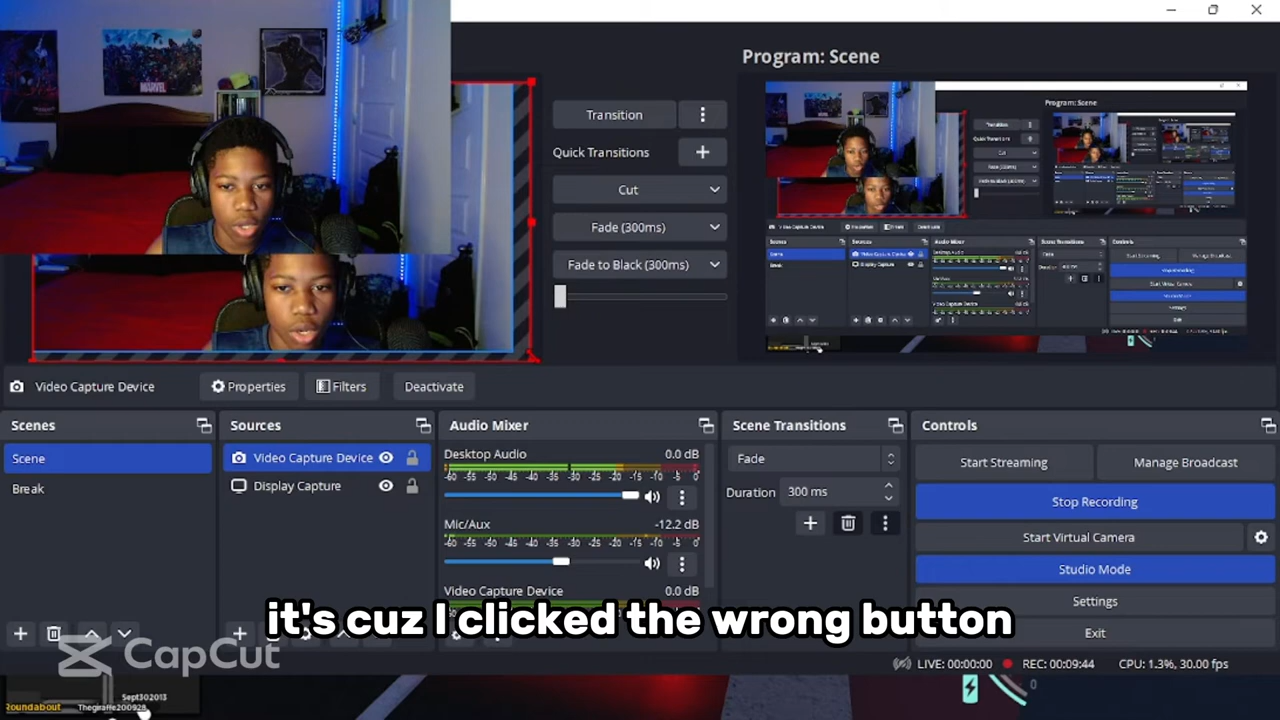 MARVEL
Program: Scene
Transition
Quick Transitions
Cut
Fade (300ms)
Fade to Black (300ms)
Video Capture Device
Properties
Filters
Deactivate
Scenes
Sources
Audio Mixer
Scene Transitions
Controls
Scene
Break
Video Capture Device
Display Capture
Desktop Audio
0.0 dB
-60 -55 -50 -45 -40 -35 -30 -25 -20 -15 -10 -5 0
Mic/Aux
-12.2 dB
-60 -55 -50 -45 -40 -35 -30 -25 -20 -15 -10 -5 0
Video Capture Device
0.0 dB
Fade
Duration
300 ms
Start Streaming
Manage Broadcast
Stop Recording
Start Virtual Camera
Studio Mode
Settings
Exit
it's cuz I clicked the wrong button
CapCut
LIVE: 00:00:00
REC: 00:09:44
CPU: 1.3%, 30.00 fps
Sept302013
Roundabout
Thegiraffe200928
0